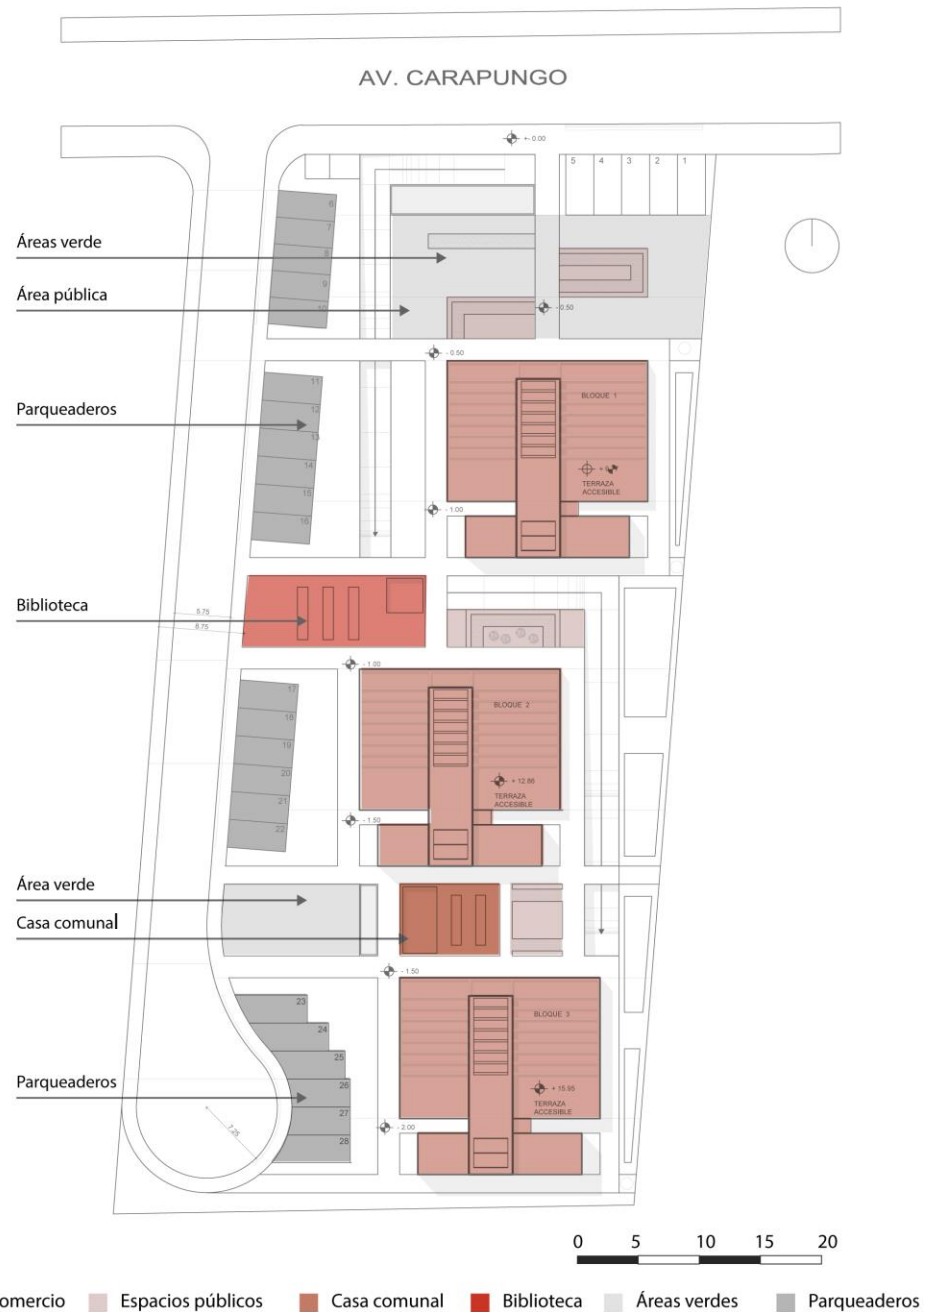 AV. CARAPUNGO
+- 0.00
5 4 3 2 1
6
7
8
9
10
Áreas verde
Área pública
- 0.50
- 0.50
11
12
13
14
15
16
Parqueaderos
BLOQUE 1
TERRAZA
ACCESIBLE
- 1.00
Biblioteca
5.75
6.75
- 1.00
17
18
19
20
21
22
BLOQUE 2
+ 12.86
TERRAZA
ACCESIBLE
- 1.50
Área verde
Casa comunal
- 1.50
23
24
25
26
27
28
BLOQUE 3
+ 15.95
TERRAZA
ACCESIBLE
Parqueaderos
7.25
- 2.00
0 5 10 15 20
omercio Espacios públicos Casa comunal Biblioteca Áreas verdes Parqueaderos